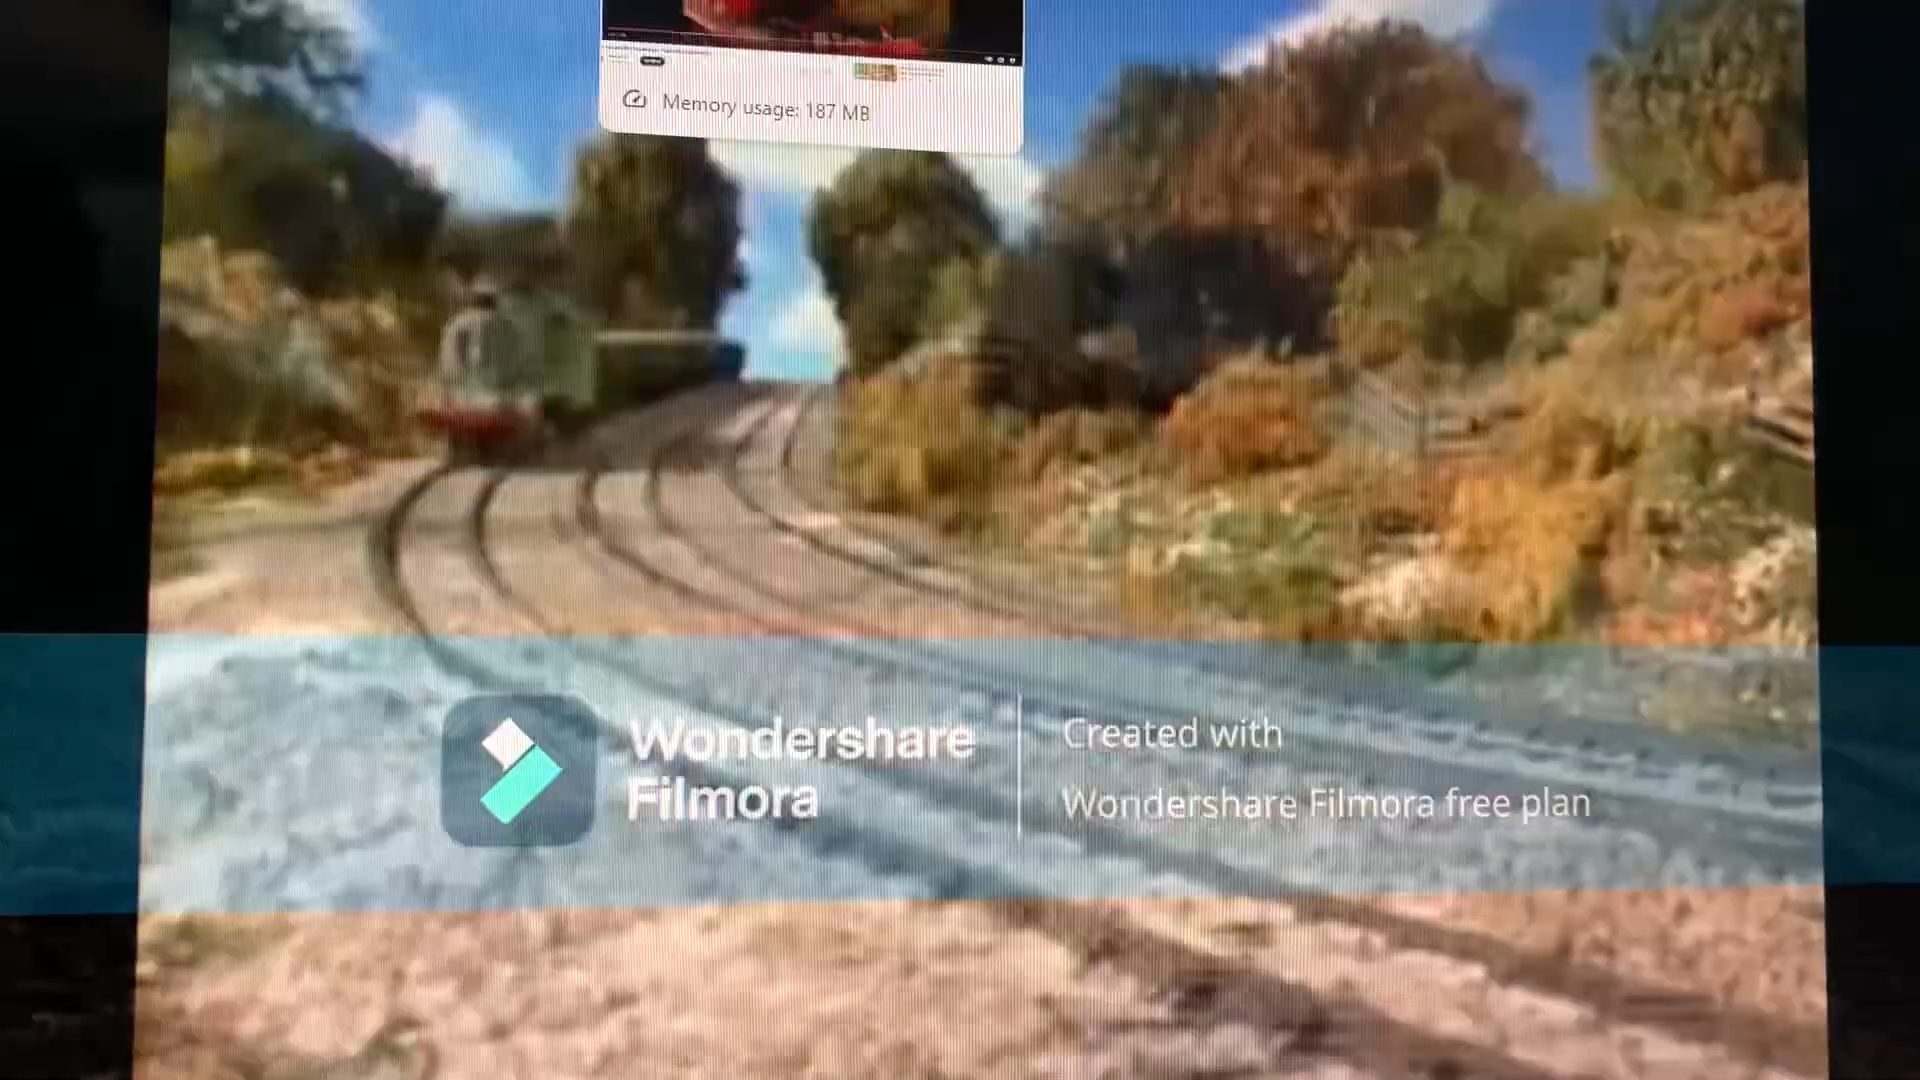 Memory usage: 187 MB
Wondershare
Filmora
Created with
Wondershare Filmora free plan